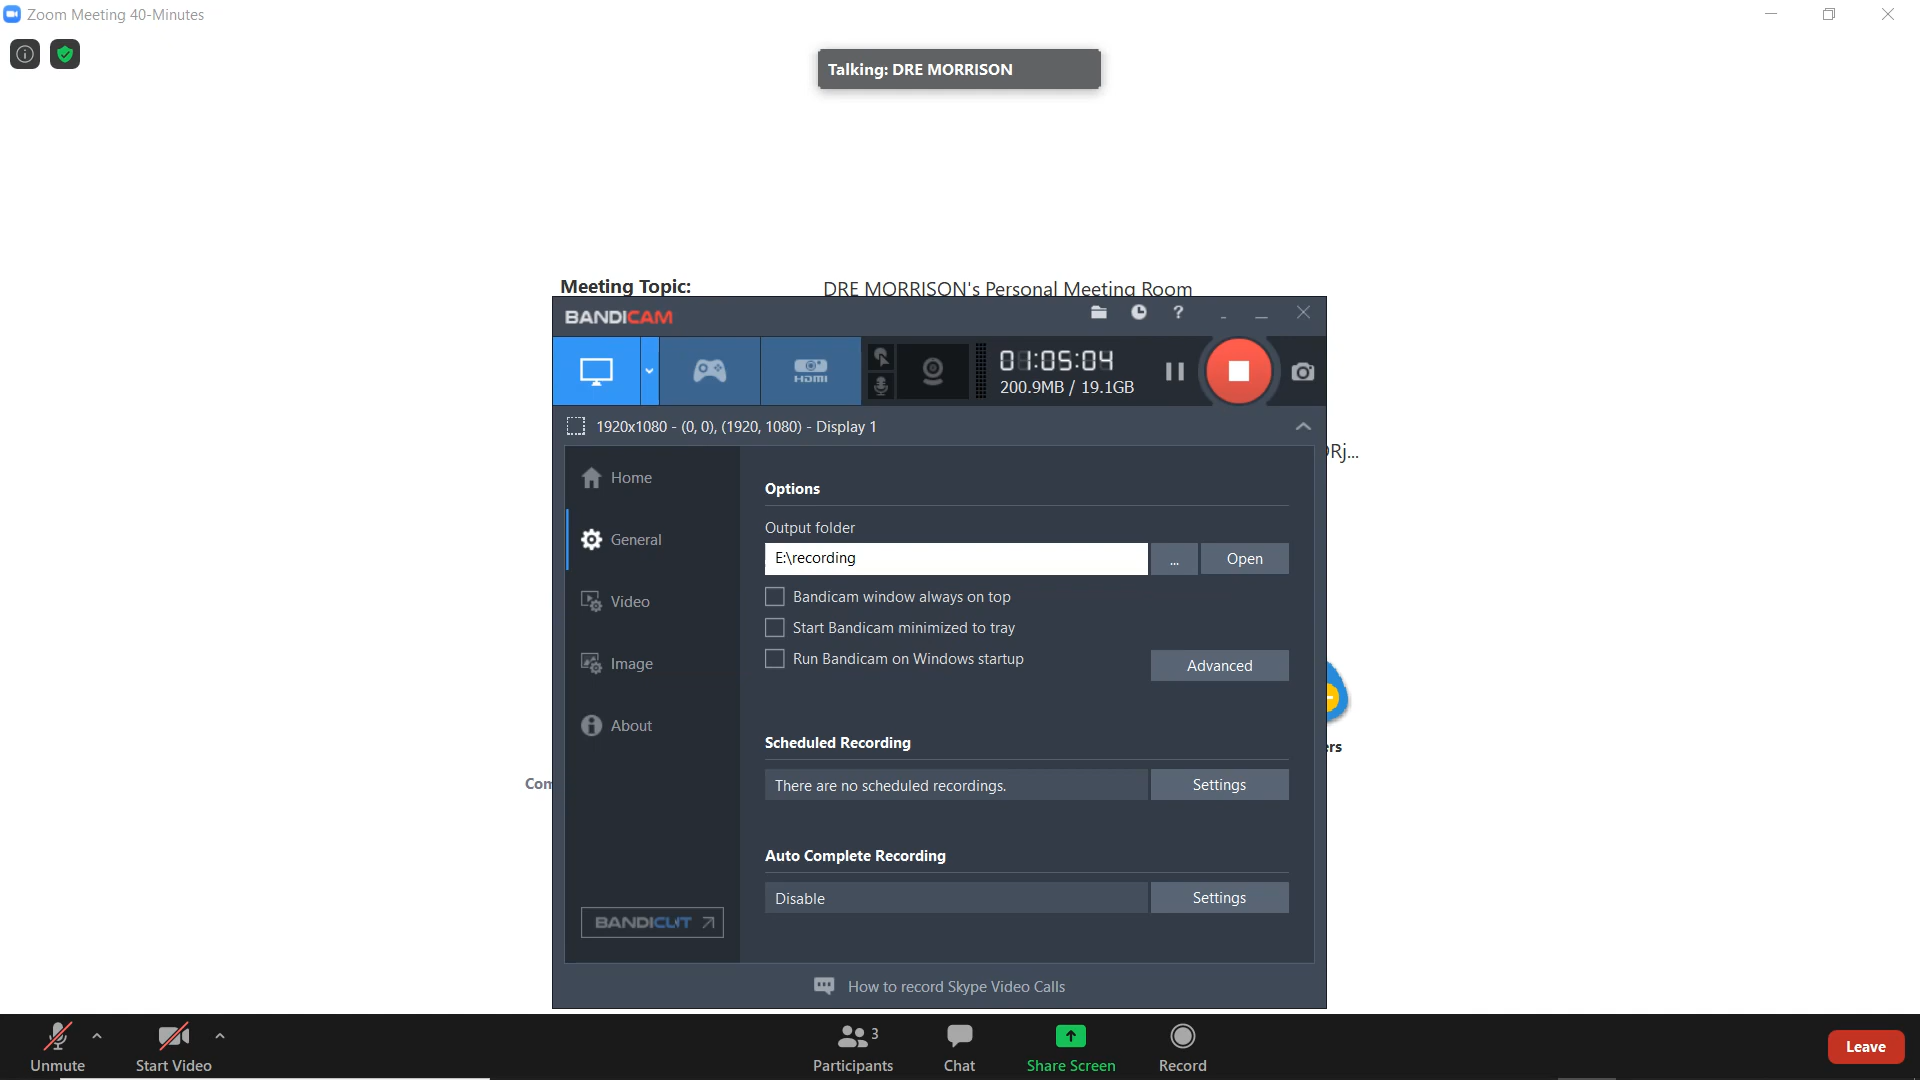 Zoom Meeting 40-Minutes
Talking: DRE MORRISON
Meeting Topic: DRE MORRISON's Personal Meeting Room
BANDICAM
?
HDMI
01:05:04
200.9MB / 19.1GB
1920x1080 - (0, 0), (1920, 1080) - Display 1
Rj...
Home
General
Video
Image
About
BANDICUT
Options
Output folder
E:\recording
... Open
Bandicam window always on top
Start Bandicam minimized to tray
Run Bandicam on Windows startup
Advanced
ers
Scheduled Recording
Com
There are no scheduled recordings. Settings
Auto Complete Recording
Disable Settings
How to record Skype Video Calls
3
Unmute Start Video Participants Chat Share Screen Record Leave